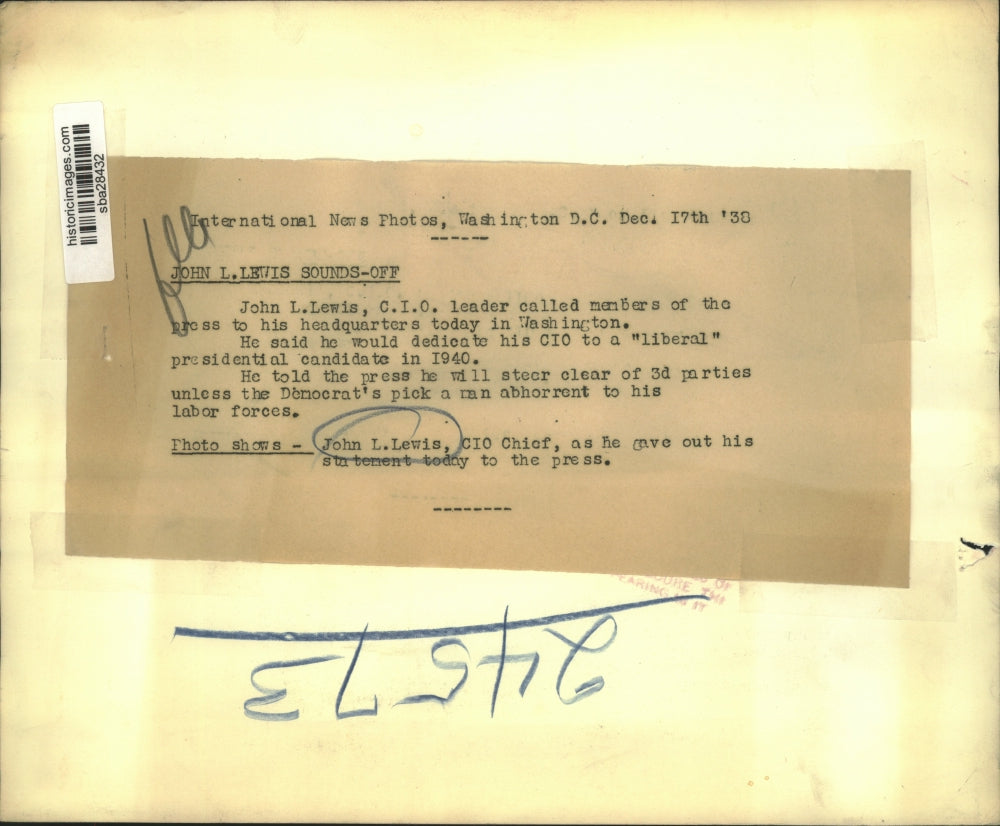 historicimages.com
sba28432
International News Photos, Washington D.C. Dec. I7th '38
JOHN L.LEWIS SOUNDS-OFF
John L.Lewis, C.I.O. leader called members of the
press to his headquarters today in Washington.
He said he would dedicate his CIO to a "liberal"
presidential candidate in I940.
He told the press he will steer clear of 3d parties
unless the Democrat's pick a man abhorrent to his
labor forces.
Photo shows - John L.Lewis, CIO Chief, as he gave out his
statement today to the press.
24573